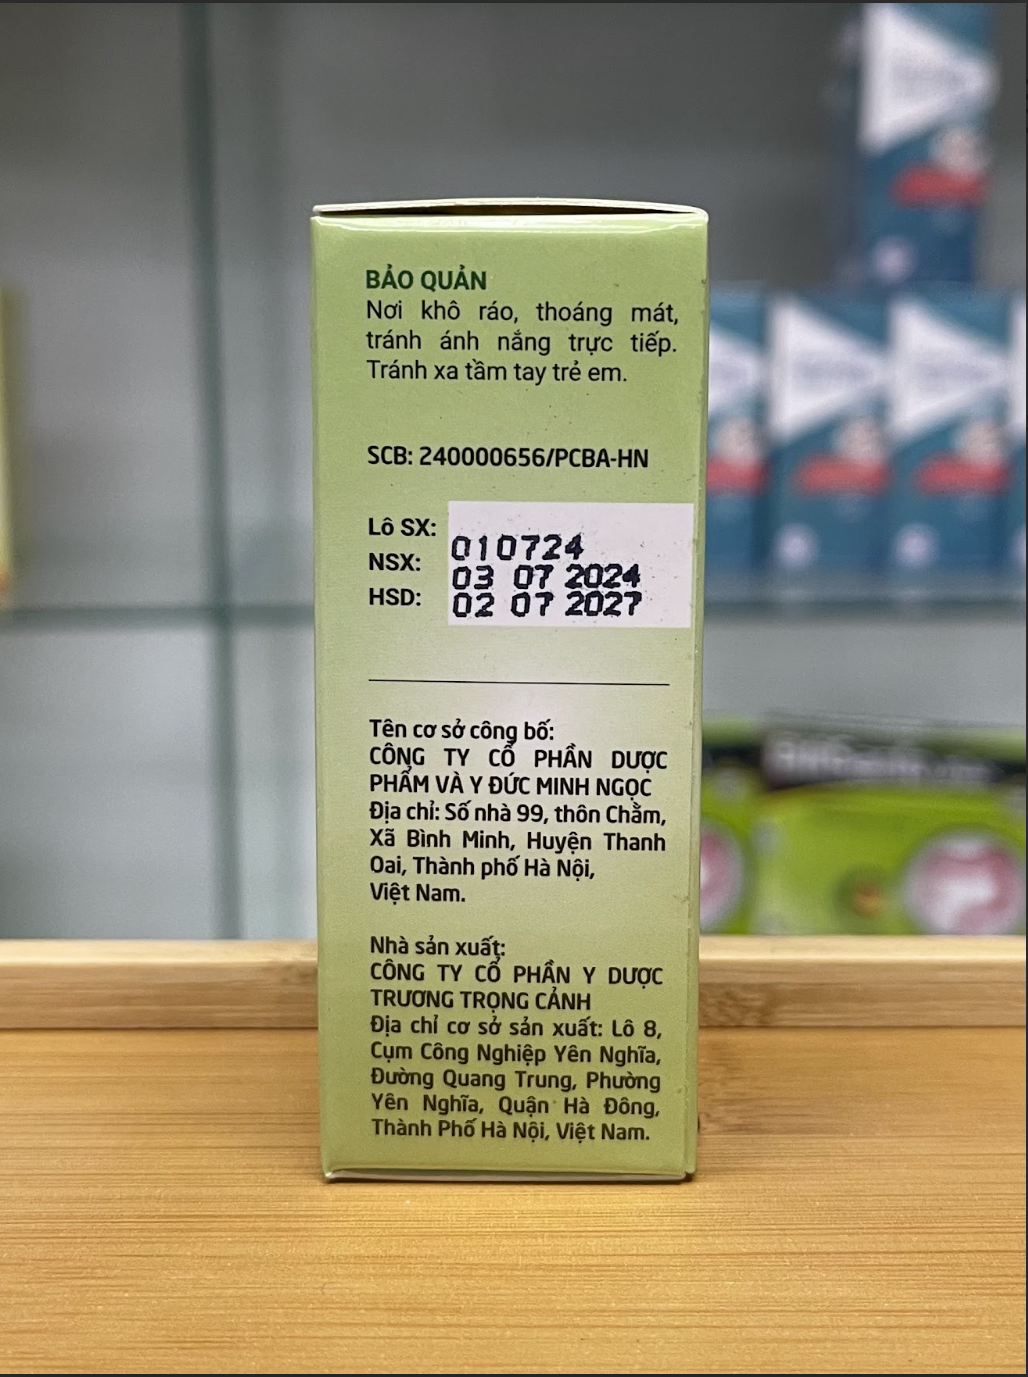 BẢO QUẢN
Nơi khô ráo, thoáng mát,
tránh ánh nắng trực tiếp.
Tránh xa tầm tay trẻ em.
SCB: 240000656/PCBA-HN
Lô SX: 010724
NSX: 03 07 2024
HSD: 02 07 2027
Tên cơ sở công bố:
CÔNG TY CỔ PHẦN DƯỢC
PHẨM VÀ Y ĐỨC MINH NGỌC
Địa chỉ: Số nhà 99, thôn Chằm,
Xã Bình Minh, Huyện Thanh
Oai, Thành phố Hà Nội,
Việt Nam.
Nhà sản xuất:
CÔNG TY CỔ PHẦN Y DƯỢC
TRƯƠNG TRỌNG CẢNH
Địa chỉ cơ sở sản xuất: Lô 8,
Cụm Công Nghiệp Yên Nghĩa,
Đường Quang Trung, Phường
Yên Nghĩa, Quận Hà Đông,
Thành Phố Hà Nội, Việt Nam.